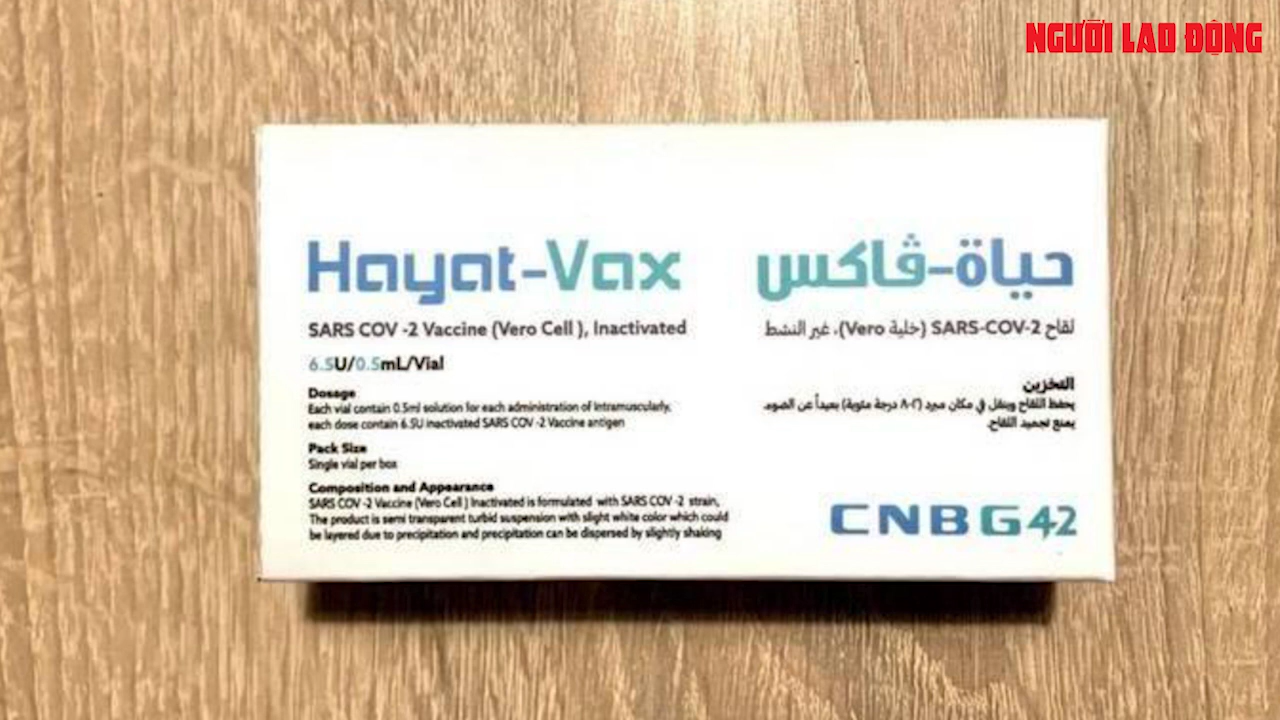 NGƯỜI LAO ĐỘNG
Hayat-Vax
SARS COV -2 Vaccine (Vero Cell ), Inactivated
6.5U/0.5mL/Vial
Dosage
Each vial contain 0.5ml solution for each administration of Intramuscularly,
each dose contain 6.5U inactivated SARS COV -2 Vaccine antigen
Pack Size
Single vial per box
Composition and Appearance
SARS COV -2 Vaccine (Vero Cell ) Inactivated is formulated with SARS COV -2 strain,
The product is semi transparent turbid suspension with slight white color which could
be layered due to precipitation and precipitation can be dispersed by slightly shaking
حياة-ڤاكس
لقاح SARS-COV-2 (خلية Vero)، غير النشط
التخزين
يحفظ اللقاح وينقل في مكان مبرد (٢-٨ درجة مئوية) بعيداً عن الضوء.
يمنع تجميد اللقاح.
CNBG42